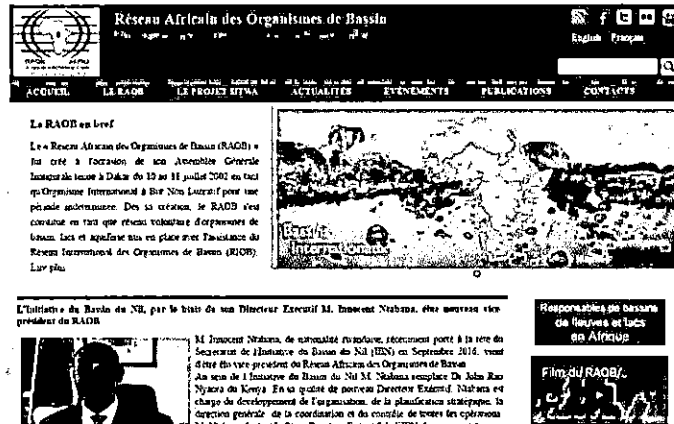 Réseau Africain des Organismes de Bassin
English Français
ACCUEIL LE RAOB LE PROJET SITWA ACTUALITÉS EVÉNEMENTS PUBLICATIONS CONTACTS
Le RAOB en bref
Le « Réseau Africain des Organismes de Bassin (RAOB) »
fut créé à l'occasion de son Assemblée Générale
Inaugurale tenue à Dakar du 10 au 11 juillet 2002 en tant
qu'Organisme International à But Non Lucratif pour une
période indéterminée. Dès sa création, le RAOB s'est
constitué en tant que réseau volontaire d'organismes de
bassin, lacs et aquifères mis en place avec l'assistance du
Réseau International des Organismes de Bassin (RIOB).
Lire plus
Bassins
Internationaux
L'Initiative du Bassin du Nil, par le biais de son Directeur Executif M. Innocent Ntabana, élue nouveau vice-
président du RAOB
M. Innocent Ntabana, de nationalité rwandaise, récemment porté à la tête du
Secretariat de l'Initiative du Bassin du Nil (IBN) en Septembre 2016, vient
d'être élu vice président du Réseau Africain des Organismes de Bassin
Au sein de l'Initiative du Bassin du Nil M. Ntabana remplace Dr John Rao
Nyaoro du Kenya. En sa qualité de nouveau Directeur Exécutif, Ntabana est
chargé du développement de l'organisation, de la planification stratégique, la
direction générale, de la coordination et du contrôle de toutes les opérations
Responsables de bassins
de fleuves et lacs
en Afrique
Film du RAOB/